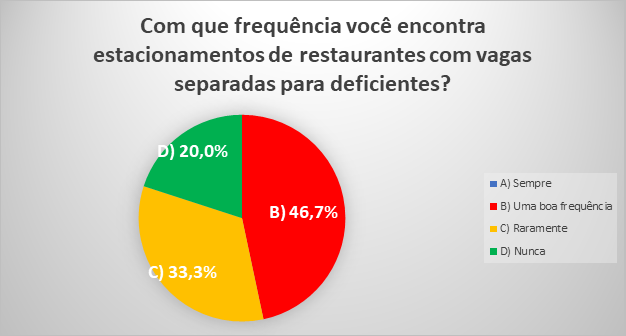 Com que frequência você encontra
estacionamentos de restaurantes com vagas
separadas para deficientes?
D) 20,0%
B) 46,7%
C) 33,3%
A) Sempre
B) Uma boa frequência
C) Raramente
D) Nunca